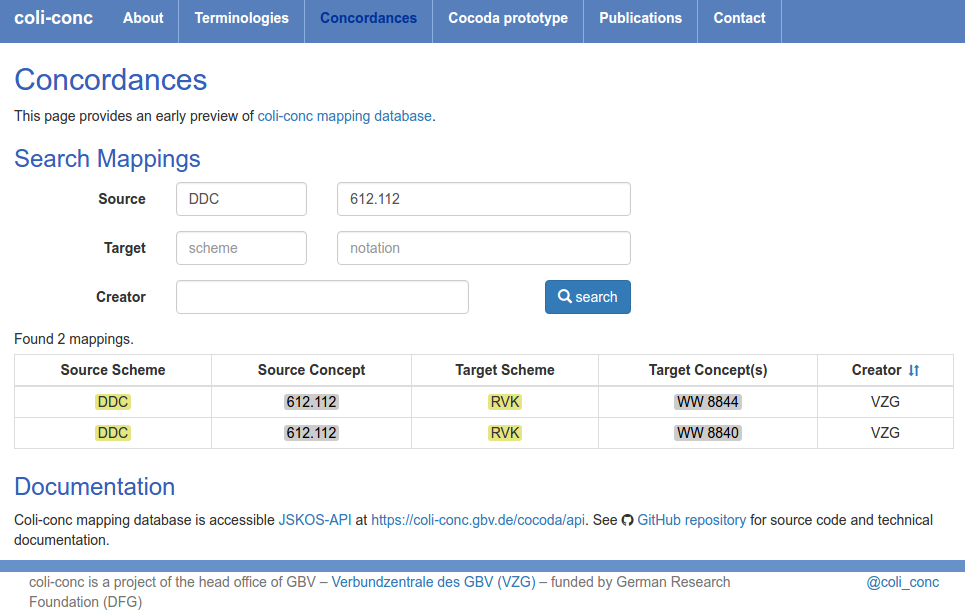 coli-conc About Terminologies Concordances Cocoda prototype Publications Contact
Concordances
This page provides an early preview of coli-conc mapping database.
Search Mappings
Source DDC 612.112
Target scheme notation
Creator search
Found 2 mappings.
Source Scheme Source Concept Target Scheme Target Concept(s) Creator
DDC 612.112 RVK WW 8844 VZG
DDC 612.112 RVK WW 8840 VZG
Documentation
Coli-conc mapping database is accessible JSKOS-API at https://coli-conc.gbv.de/cocoda/api. See GitHub repository for source code and technical
documentation.
coli-conc is a project of the head office of GBV – Verbundzentrale des GBV (VZG) – funded by German Research @coli_conc
Foundation (DFG)